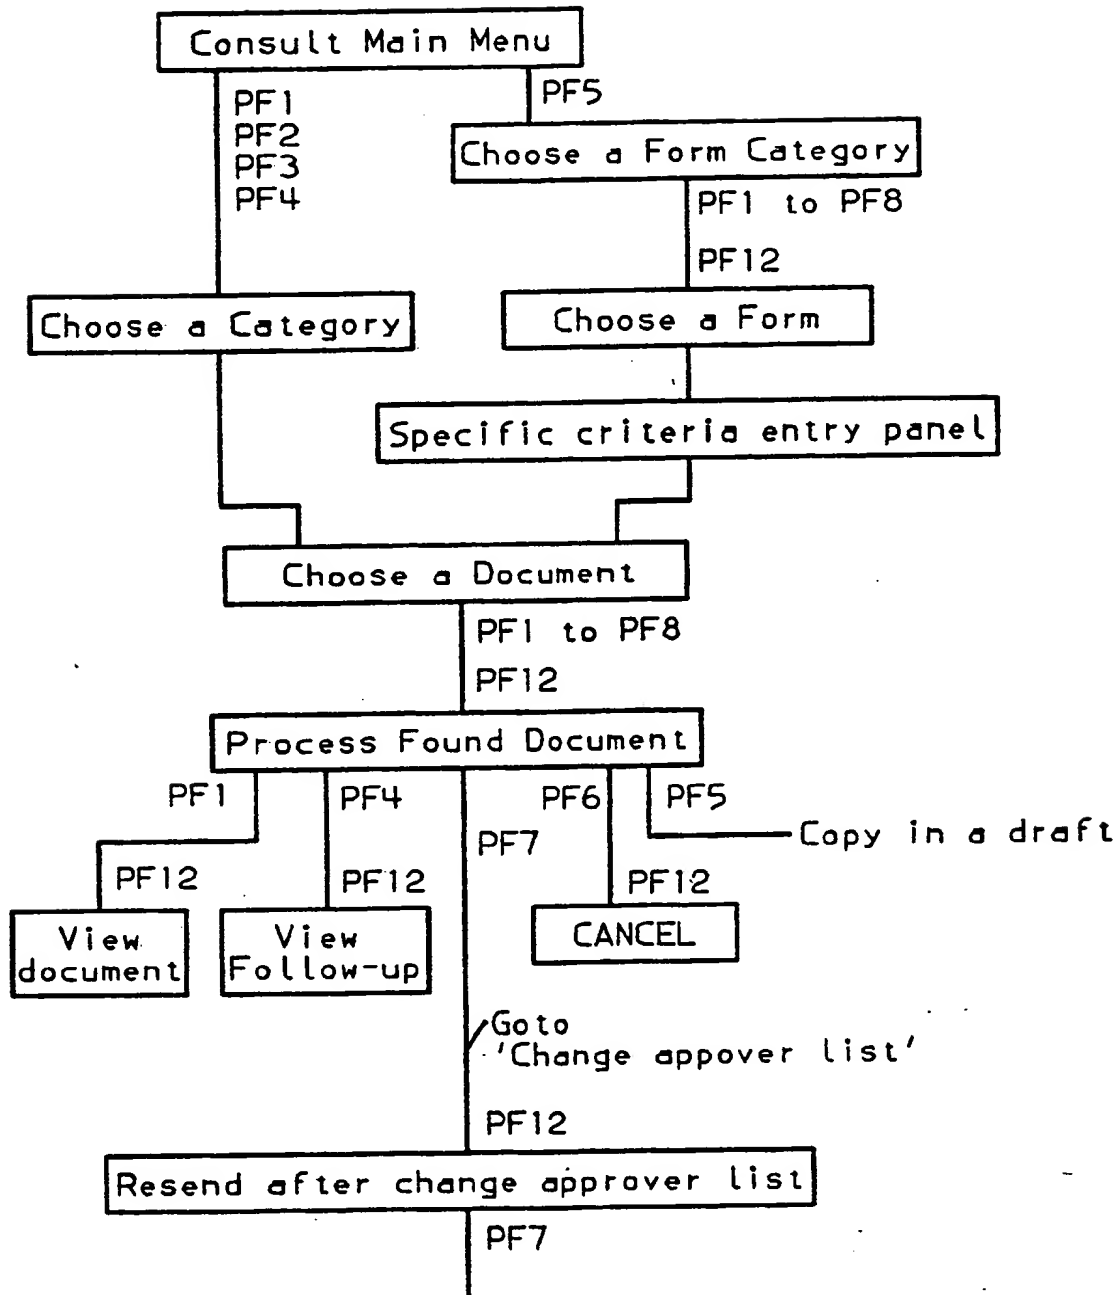 Consult Main Menu
PF1
PF2
PF3
PF4
PF5
Choose a Form Category
PF1 to PF8
PF12
Choose a Category
Choose a Form
Specific criteria entry panel
Choose a Document
PF1 to PF8
PF12
Process Found Document
PF1
PF4
PF7
PF6
PF5
Copy in a draft
PF12
PF12
PF12
View
document
View
Follow-up
CANCEL
Goto
'Change appover list'
PF12
Resend after change approver list
PF7